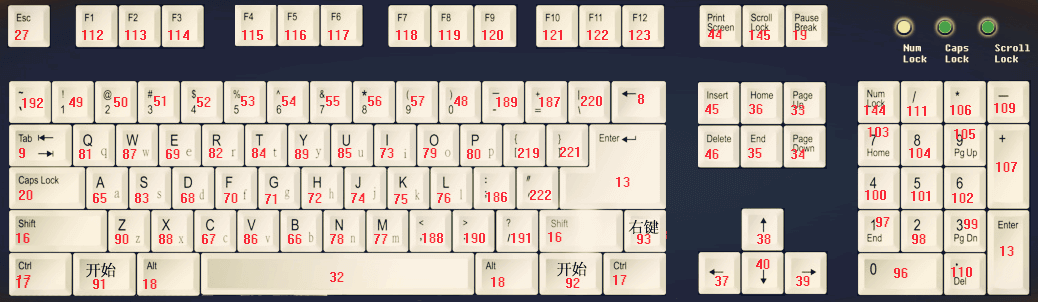 Esc 27 F1 112 F2 113 F3 114 F4 115 F5 116 F6 117 F7 118 F8 119 F9 120 F10 121 F11 122 F12 123 Print Screen 44 Scroll Lock 145 Pause Break 19
Num Lock Caps Lock Scroll Lock
~ 192 ! 1 49 @ 2 50 # 3 51 $ 4 52 % 5 53 ^ 6 54 & 7 55 * 8 56 ( 9 57 ) 0 48 — - 189 + = 187 | \ 220 ← 8 Insert 45 Home 36 Page Up 33 Num Lock 144 / 111 * 106 — 109
Tab 9 Q q 81 W w 87 E e 69 R r 82 T t 84 Y y 89 U u 85 I i 73 O o 79 P p 80 { [ 219 } ] 221 Enter ↵ 13 Delete 46 End 35 Page Down 34 7 Home 103 8 104 9 Pg Up 105 + 107
Caps Lock 20 A a 65 S s 83 D d 68 F f 70 G g 71 H h 72 J j 74 K k 75 L l 76 : ; 186 " 222 4 100 5 101 6 102
Shift 16 Z z 90 X x 88 C c 67 V v 86 B b 66 N n 78 M m 77 < , 188 > . 190 ? / 191 Shift 16 右键 93 ↑ 38 1 End 97 2 98 3 Pg Dn 99 Enter 13
Ctrl 17 开始 91 Alt 18 32 Alt 18 开始 92 Ctrl 17 ← 37 ↓ 40 → 39 0 96 . Del 110